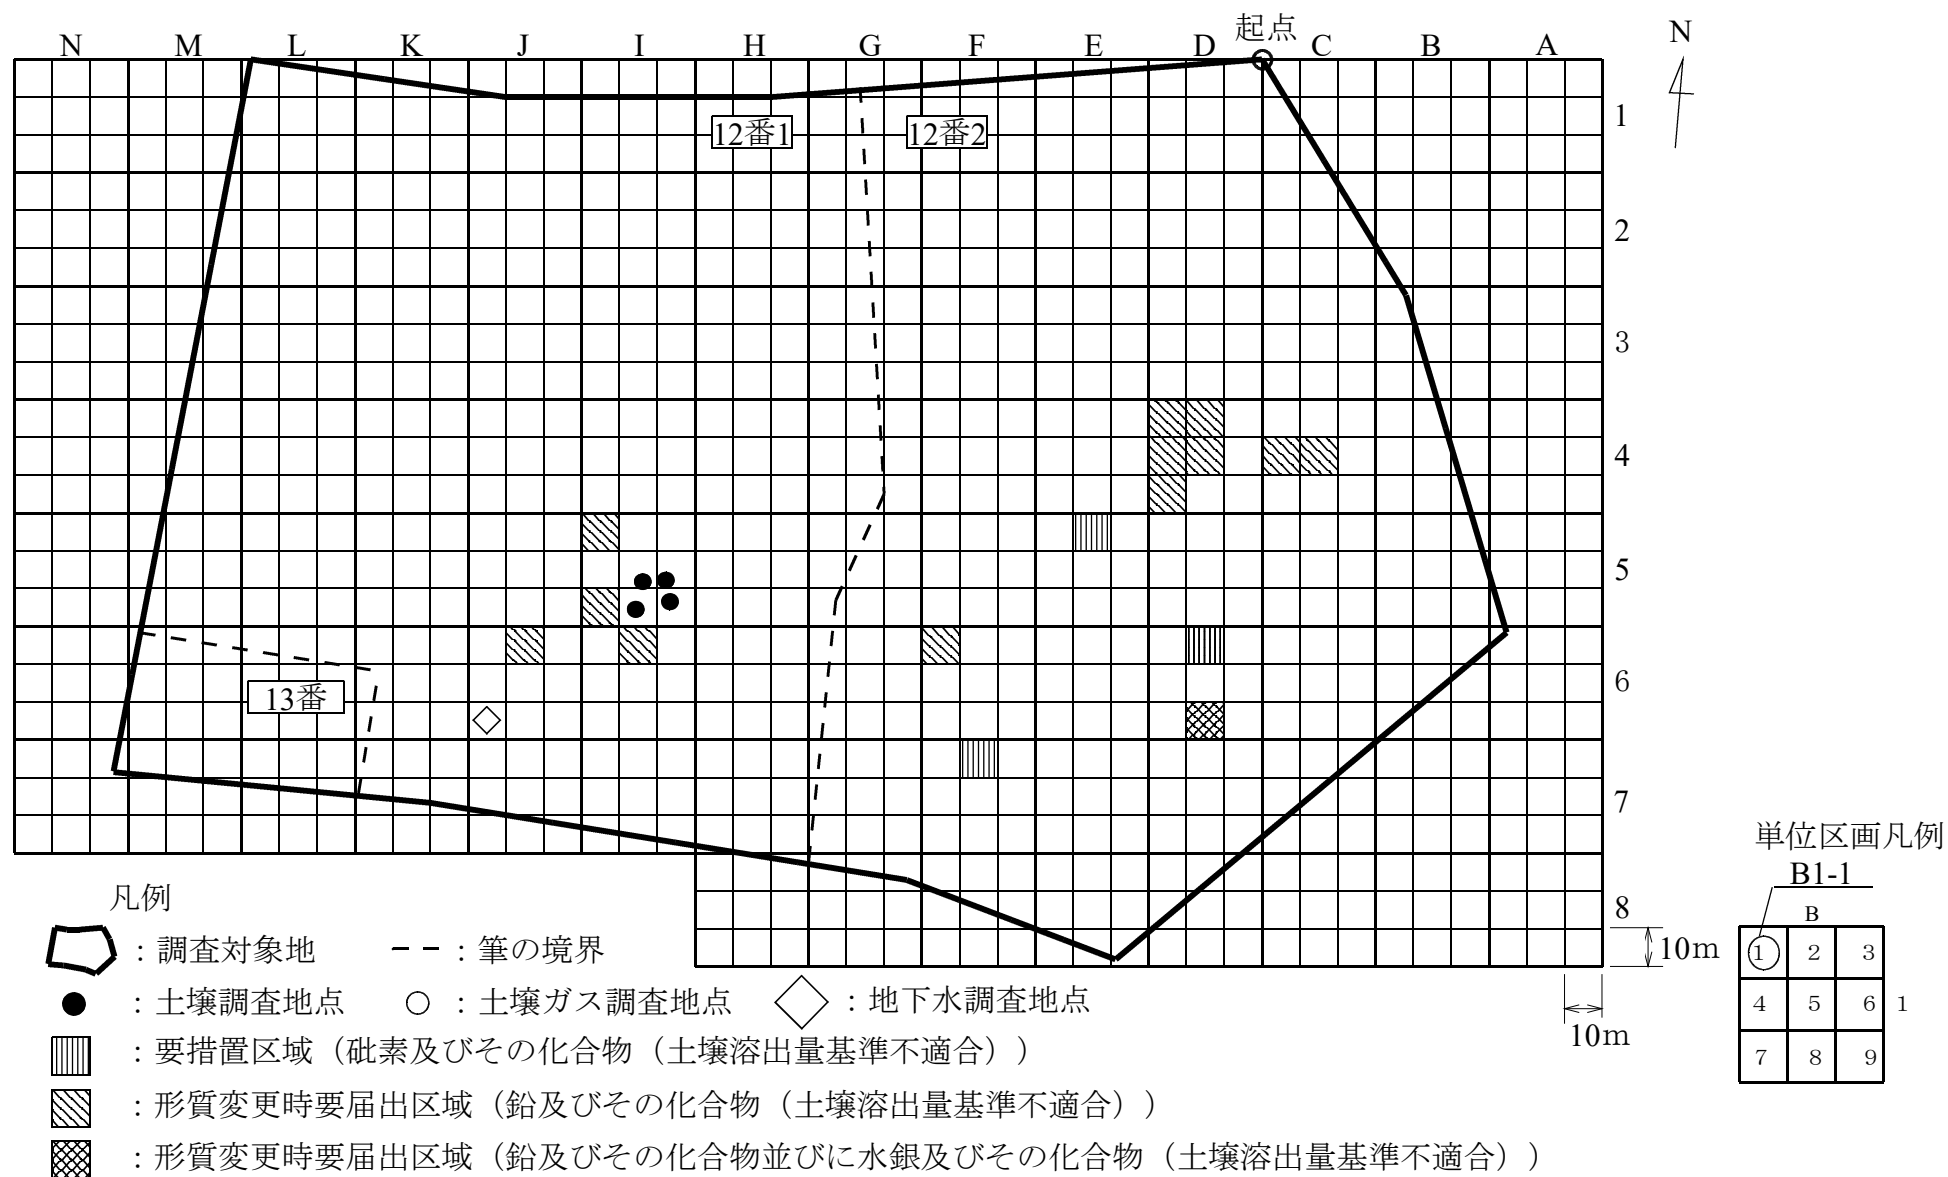 起点
N
N M L K J I H G F E D C B A
1
12番1 12番2
2
3
4
5
6
13番
7
単位区画凡例
B1-1
凡例
8
B
：調査対象地 ：筆の境界
10m
1 2 3
：土壌調査地点 ：土壌ガス調査地点 ：地下水調査地点
4 5 6 1
10m
：要措置区域（砒素及びその化合物（土壌溶出量基準不適合））
7 8 9
：形質変更時要届出区域（鉛及びその化合物（土壌溶出量基準不適合））
：形質変更時要届出区域（鉛及びその化合物並びに水銀及びその化合物（土壌溶出量基準不適合））